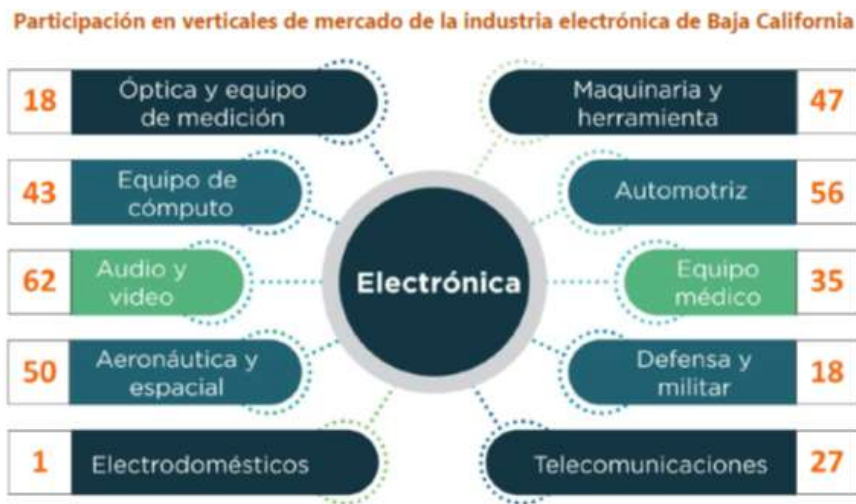 Participación en verticales de mercado de la industria electrónica de Baja California
18
Óptica y equipo
de medición
Maquinaria y
herramienta
47
43
Equipo de
cómputo
Automotriz
56
62
Audio y
video
Electrónica
Equipo
médico
35
50
Aeronáutica y
espacial
Defensa y
militar
18
1
Electrodomésticos
Telecomunicaciones
27